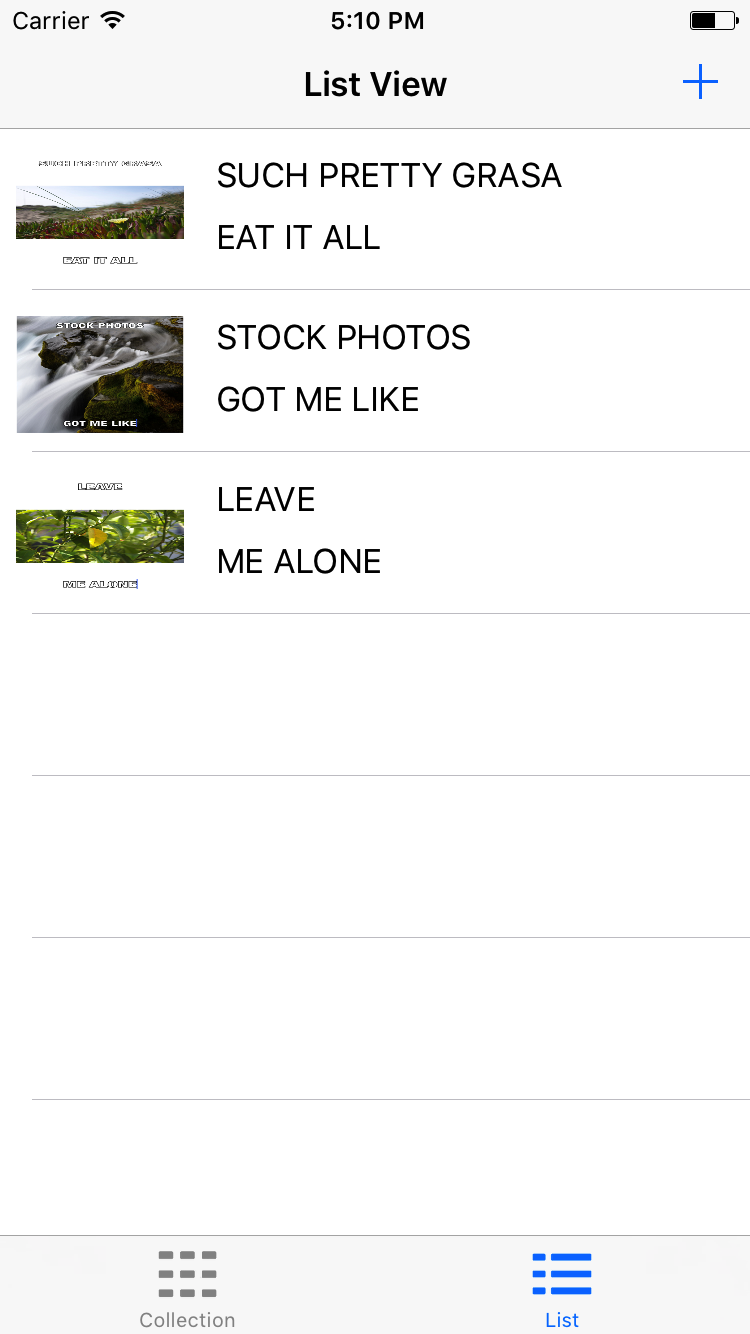 Carrier 5:10 PM
List View
SUCH PRETTY GRASA
SUCH PRETTY GRASA
EAT IT ALL
EAT IT ALL
STOCK PHOTOS
STOCK PHOTOS
GOT ME LIKE
GOT ME LIKE
LEAVE
LEAVE
ME ALONE
ME ALONE
Collection List